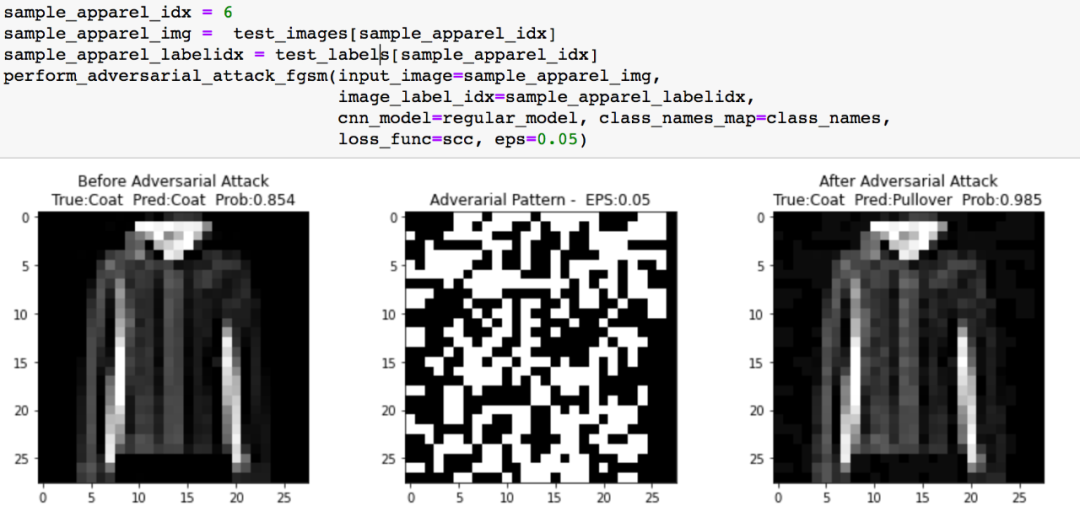 sample_apparel_idx = 6
sample_apparel_img =  test_images[sample_apparel_idx]
sample_apparel_labelidx = test_labels[sample_apparel_idx]
perform_adversarial_attack_fgsm(input_image=sample_apparel_img,
image_label_idx=sample_apparel_labelidx,
cnn_model=regular_model, class_names_map=class_names,
loss_func=scc, eps=0.05)
Before Adversarial Attack
True:Coat  Pred:Coat  Prob:0.854
0
5
10
15
20
25
0 5 10 15 20 25
Adverarial Pattern -  EPS:0.05
0
5
10
15
20
25
0 5 10 15 20 25
After Adversarial Attack
True:Coat  Pred:Pullover  Prob:0.985
0
5
10
15
20
25
0 5 10 15 20 25